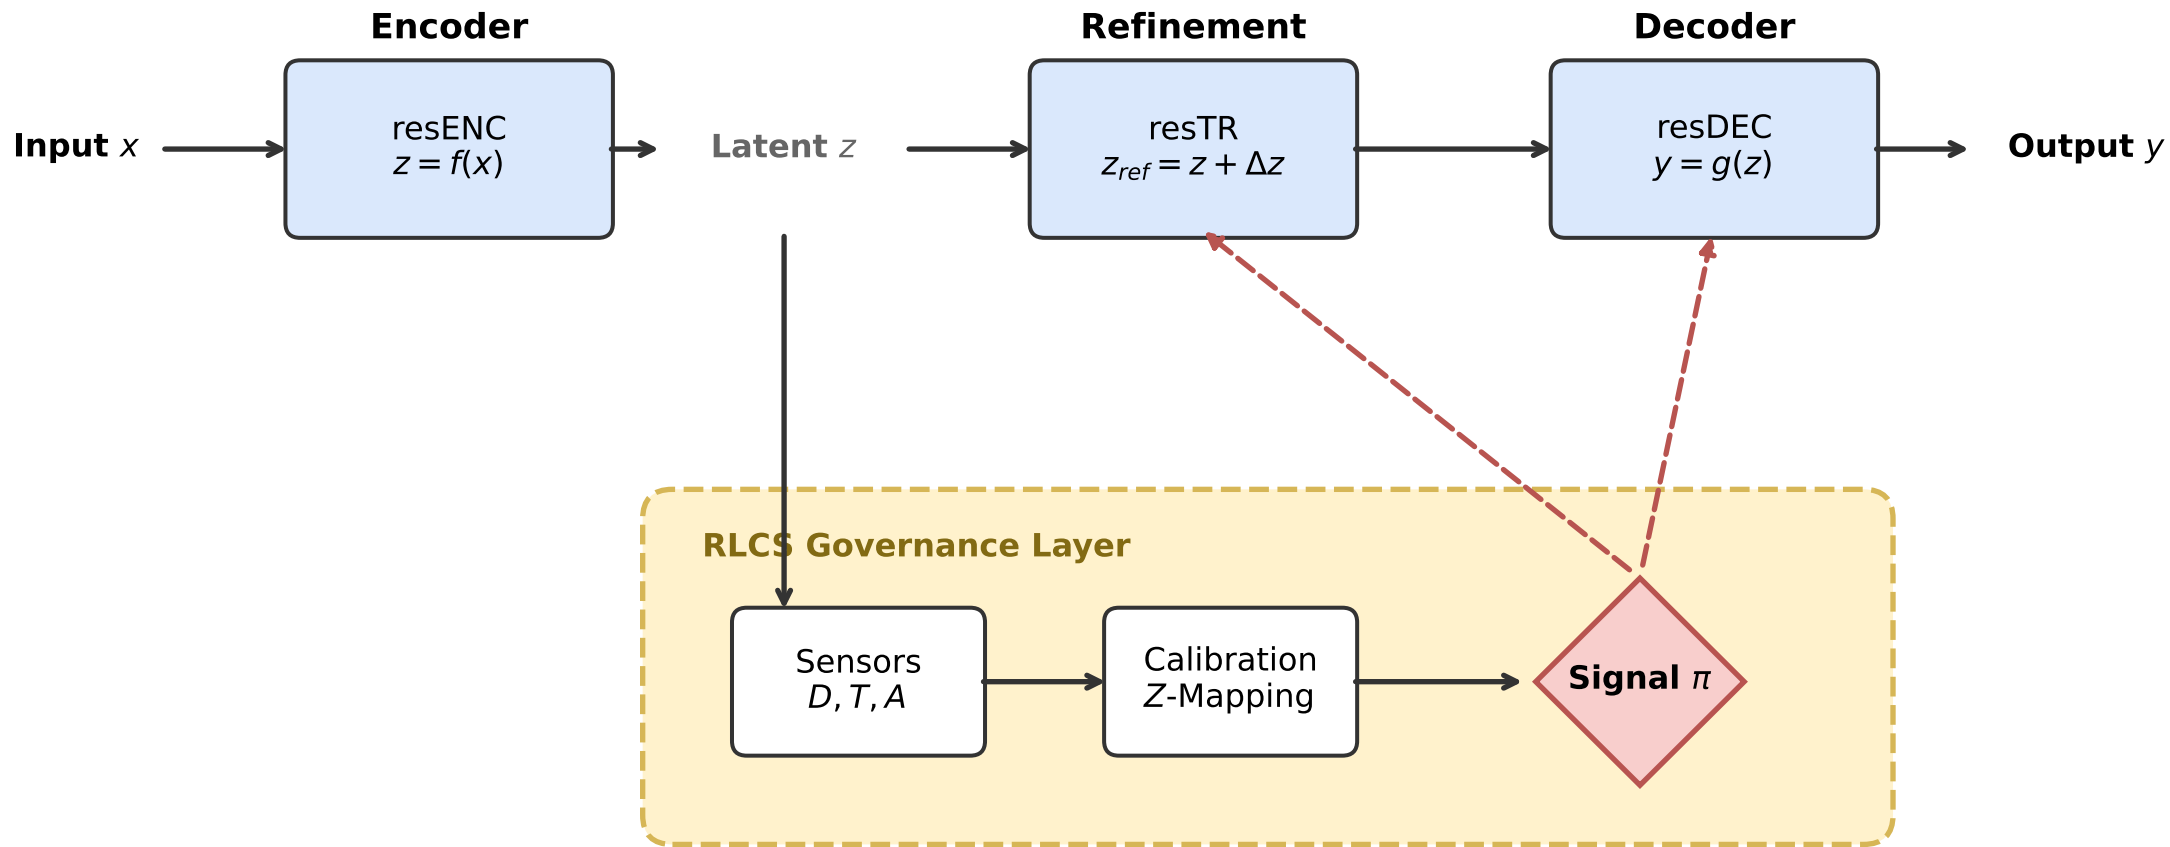 Encoder
Refinement
Decoder
Input x
resENC
z = f(x)
Latent z
resTR
z_ref = z + Δz
resDEC
y = g(z)
Output y
RLCS Governance Layer
Sensors
D, T, A
Calibration
Z-Mapping
Signal π